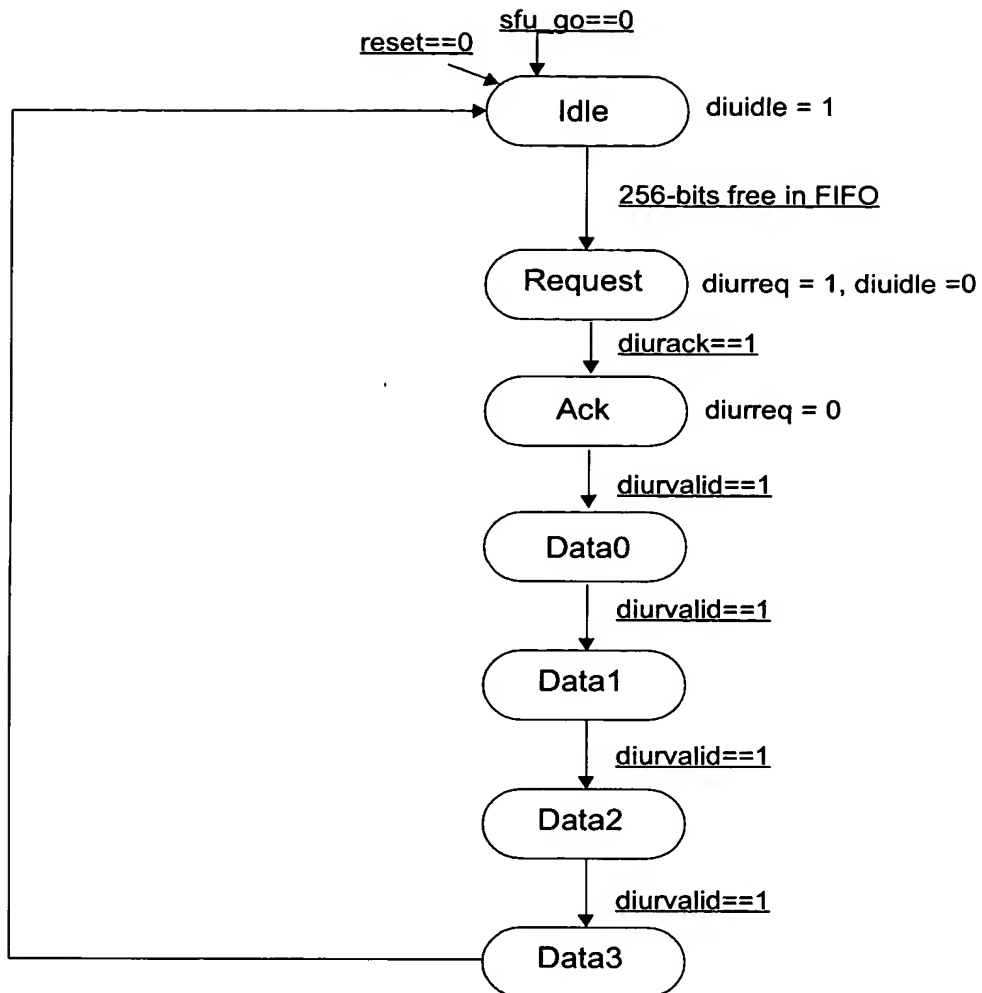 sfu_go==0
reset==0
Idle
diuidle = 1
256-bits free in FIFO
Request
diurreq = 1, diuidle =0
diurack==1
Ack
diurreq = 0
diurvalid==1
Data0
diurvalid==1
Data1
diurvalid==1
Data2
diurvalid==1
Data3